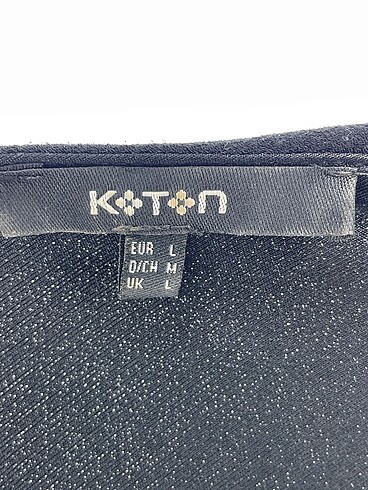 KOTON
EUR L
D/CH M
UK L